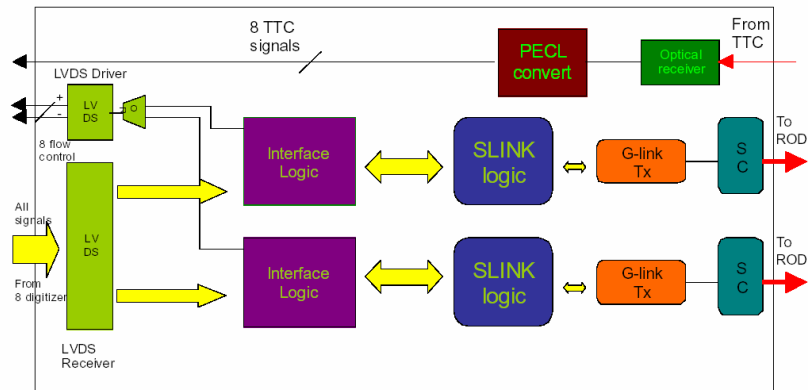 8 TTC
signals
From
TTC
PECL
convert
Optical
receiver
LVDS Driver
+
-
LV
DS
O
8 flow
control
Interface
Logic
SLINK
logic
G-link
Tx
S
C
To
ROD
All
signals
From
8 digitizer
LV
DS
LVDS
Receiver
Interface
Logic
SLINK
logic
G-link
Tx
S
C
To
ROD